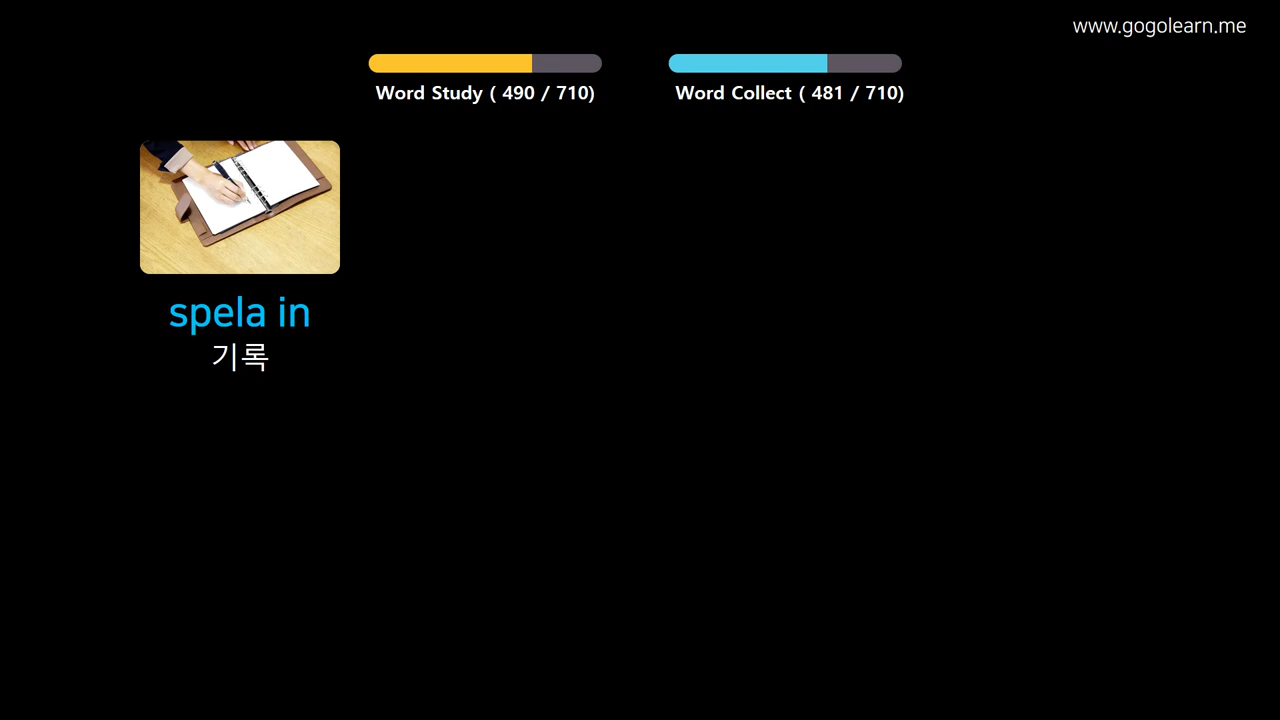 www.gogolearn.me
Word Study ( 490 / 710)
Word Collect ( 481 / 710)
spela in
기록